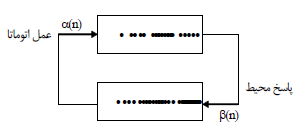 α(n)
عمل اتوماتا
پاسخ محیط
β(n)